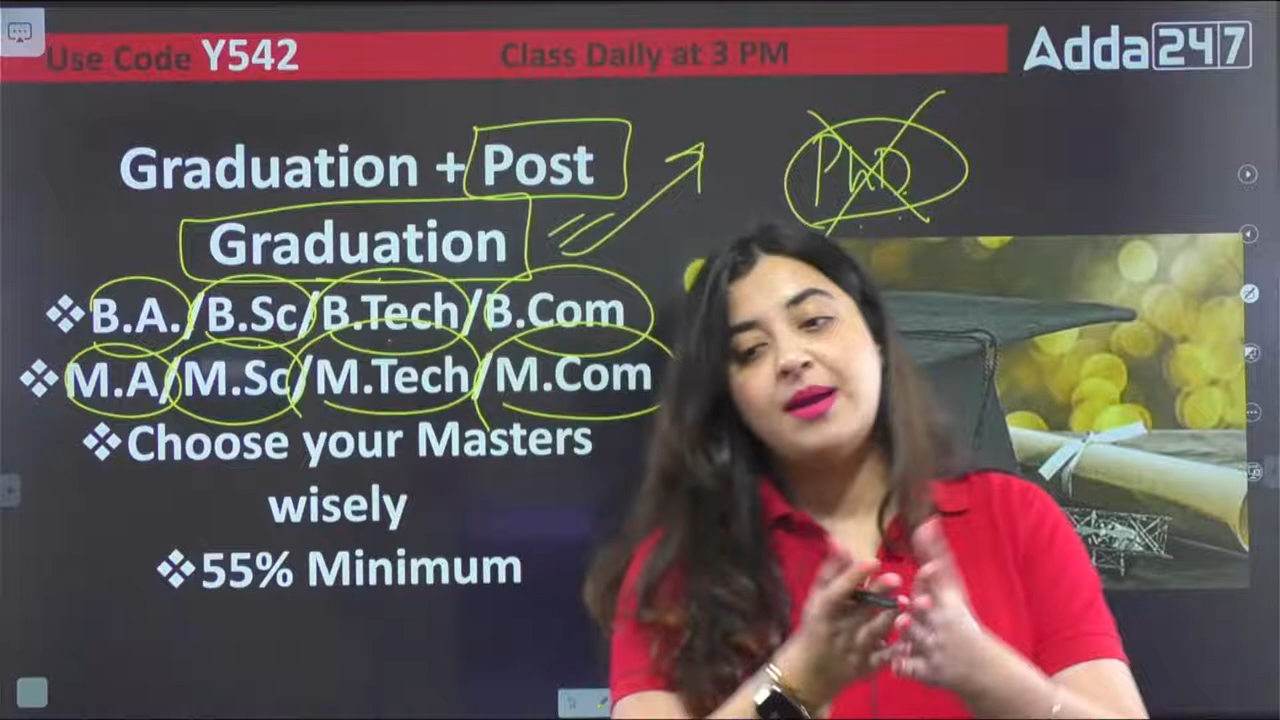 Use Code Y542
Class Daily at 3 PM
Adda247
Graduation + Post
PhD
Graduation
❖B.A./B.Sc/B.Tech/B.Com
❖M.A/M.Sc/M.Tech/M.Com
❖Choose your Masters
wisely
❖55% Minimum